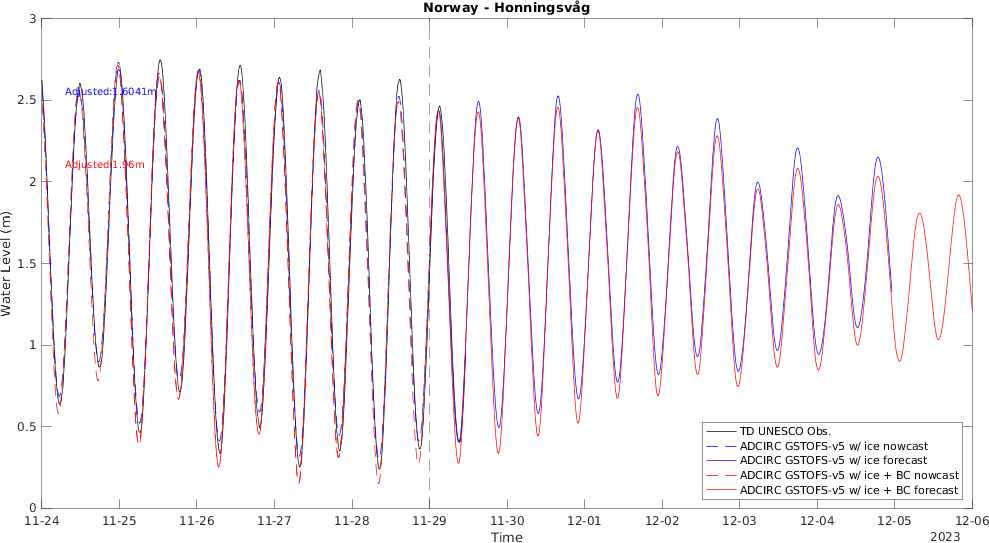 Norway - Honningsvåg
3
2.5
2
1.5
1
0.5
0
Water Level (m)
Adjusted:1.6041m
Adjusted:1.96m
TD UNESCO Obs.
ADCIRC GSTOFS-v5 w/ ice nowcast
ADCIRC GSTOFS-v5 w/ ice forecast
ADCIRC GSTOFS-v5 w/ ice + BC nowcast
ADCIRC GSTOFS-v5 w/ ice + BC forecast
11-24 11-25 11-26 11-27 11-28 11-29 11-30 12-01 12-02 12-03 12-04 12-05 12-06
Time
2023